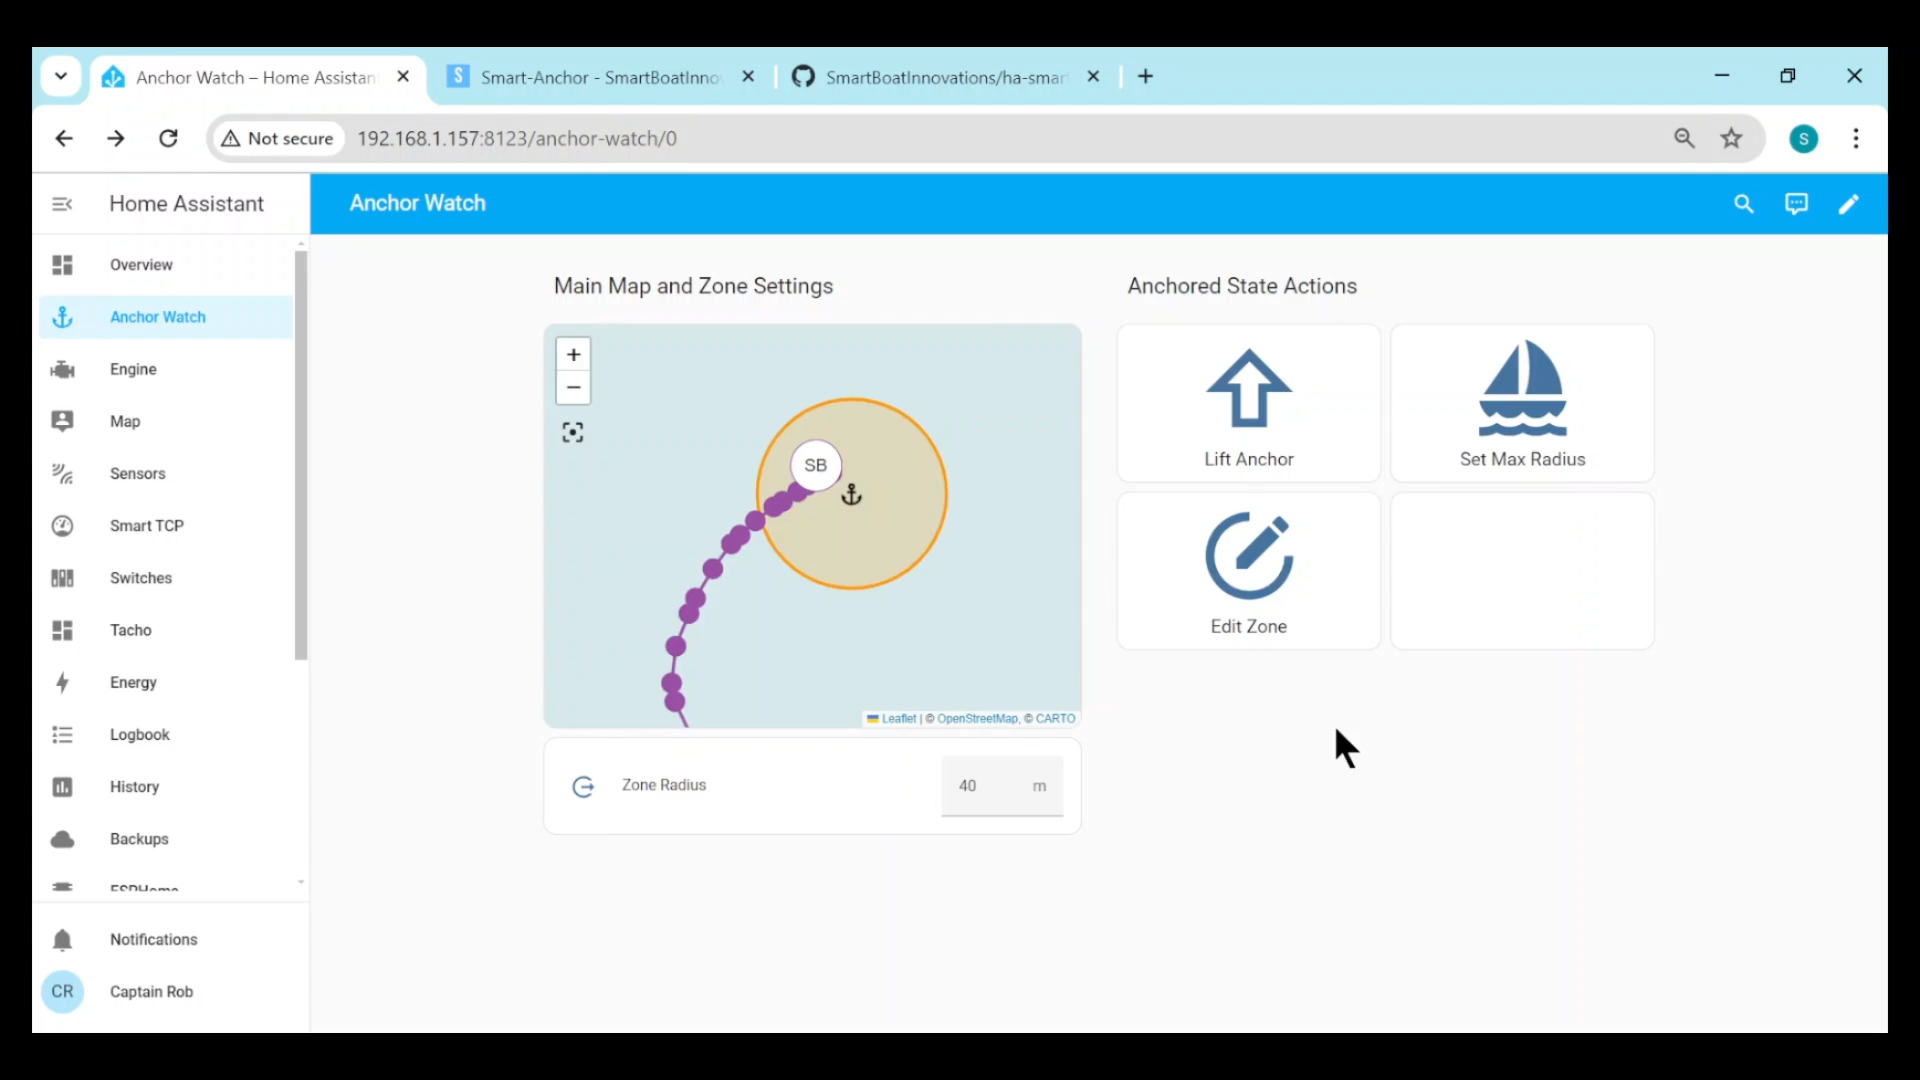 Anchor Watch – Home Assistan
Smart-Anchor - SmartBoatInno
SmartBoatInnovations/ha-smar
Not secure
192.168.1.157:8123/anchor-watch/0
S
Home Assistant
Anchor Watch
Overview
Anchor Watch
Engine
Map
Sensors
Smart TCP
Switches
Tacho
Energy
Logbook
History
Backups
ESPHome
Notifications
CR
Captain Rob
Main Map and Zone Settings
+
−
SB
Leaflet | © OpenStreetMap, © CARTO
Zone Radius
40 m
Anchored State Actions
Lift Anchor
Set Max Radius
Edit Zone